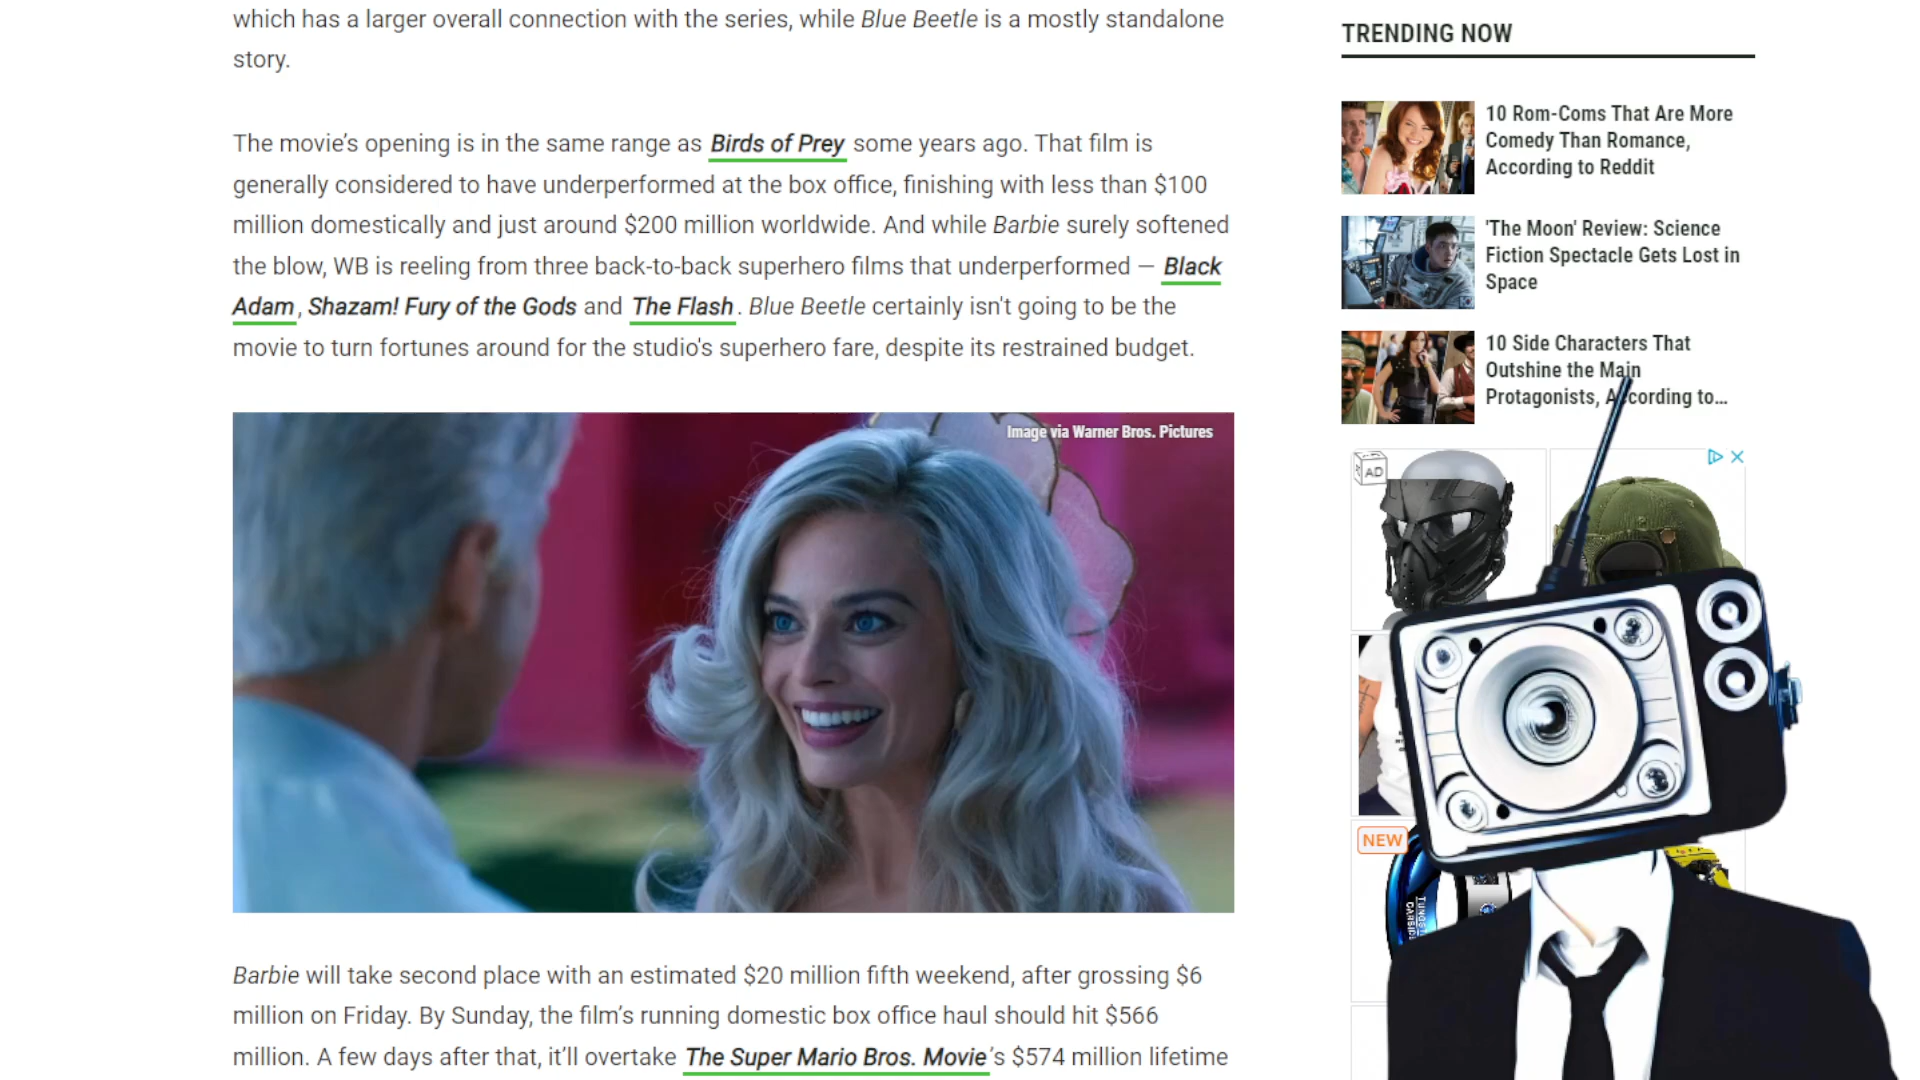 which has a larger overall connection with the series, while Blue Beetle is a mostly standalone
story.
The movie’s opening is in the same range as Birds of Prey some years ago. That film is
generally considered to have underperformed at the box office, finishing with less than $100
million domestically and just around $200 million worldwide. And while Barbie surely softened
the blow, WB is reeling from three back-to-back superhero films that underperformed — Black
Adam, Shazam! Fury of the Gods and The Flash. Blue Beetle certainly isn't going to be the
movie to turn fortunes around for the studio's superhero fare, despite its restrained budget.
Image via Warner Bros. Pictures
Barbie will take second place with an estimated $20 million fifth weekend, after grossing $6
million on Friday. By Sunday, the film’s running domestic box office haul should hit $566
million. A few days after that, it’ll overtake The Super Mario Bros. Movie’s $574 million lifetime
TRENDING NOW
10 Rom-Coms That Are More
Comedy Than Romance,
According to Reddit
'The Moon' Review: Science
Fiction Spectacle Gets Lost in
Space
10 Side Characters That
Outshine the Main
Protagonists, According to...
AD
NEW